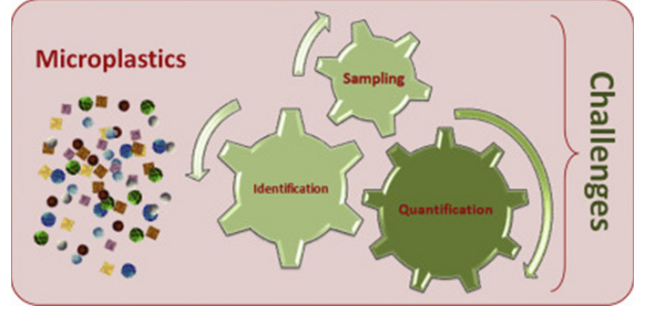 Microplastics
Sampling
Identification
Quantification
Challenges